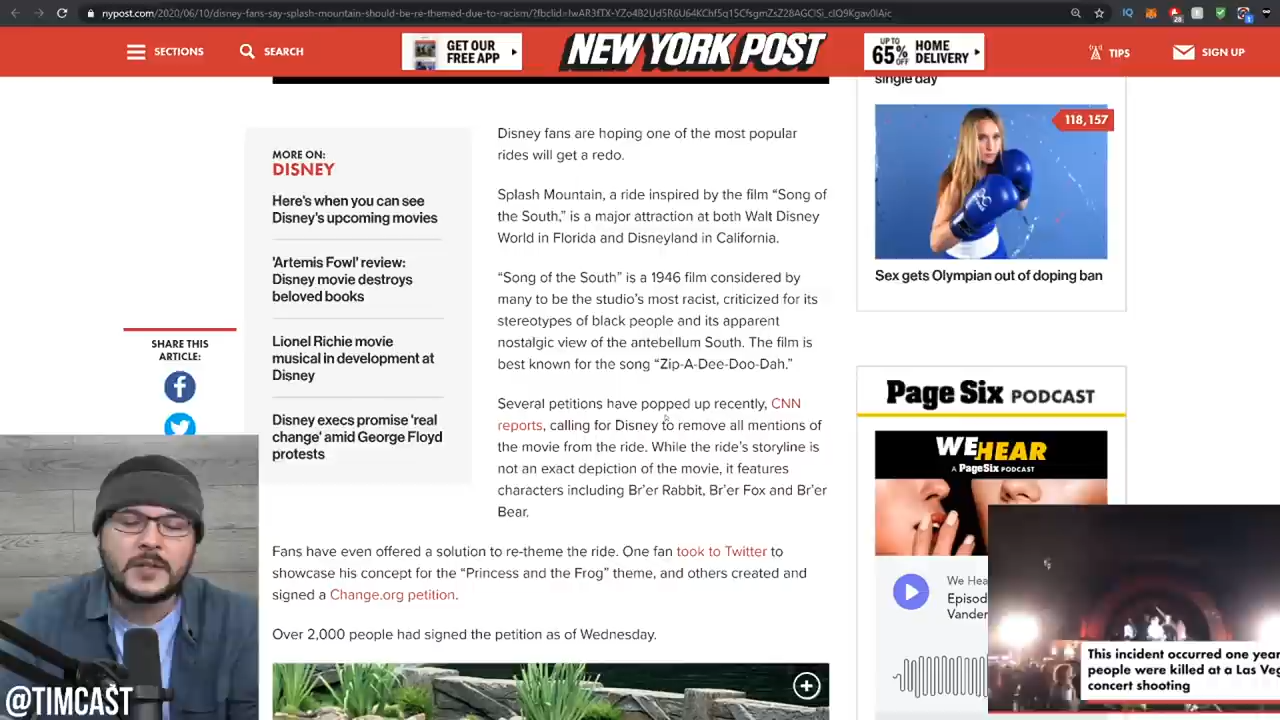 nypost.com/2020/06/10/disney-fans-say-splash-mountain-should-be-re-themed-due-to-racism/?fbclid=
SECTIONS
SEARCH
GET OUR
FREE APP
NEW YORK POST
UP TO
65% OFF
HOME
DELIVERY
TIPS
SIGN UP
MORE ON:
DISNEY
Here's when you can see
Disney's upcoming movies
'Artemis Fowl' review:
Disney movie destroys
beloved books
Lionel Richie movie
musical in development at
Disney
Disney execs promise 'real
change' amid George Floyd
protests
SHARE THIS
ARTICLE:
Disney fans are hoping one of the most popular
rides will get a redo.
Splash Mountain, a ride inspired by the film “Song of
the South,” is a major attraction at both Walt Disney
World in Florida and Disneyland in California.
“Song of the South” is a 1946 film considered by
many to be the studio’s most racist, criticized for its
stereotypes of black people and its apparent
nostalgic view of the antebellum South. The film is
best known for the song “Zip-A-Dee-Doo-Dah.”
Several petitions have popped up recently, CNN
reports, calling for Disney to remove all mentions of
the movie from the ride. While the ride’s storyline is
not an exact depiction of the movie, it features
characters including Br’er Rabbit, Br’er Fox and Br’er
Bear.
Fans have even offered a solution to re-theme the ride. One fan took to Twitter to
showcase his concept for the “Princess and the Frog” theme, and others created and
signed a Change.org petition.
Over 2,000 people had signed the petition as of Wednesday.
single day
118,157
Sex gets Olympian out of doping ban
Page Six PODCAST
WE HEAR
A PageSix PODCAST
We Hea
Episod
Vander
This incident occurred one year
people were killed at a Las Veg
concert shooting
@TIMCAST